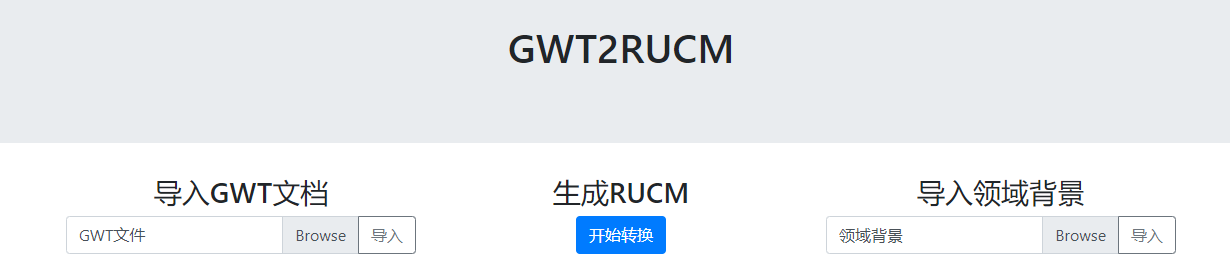 GWT2RUCM
导入GWT文档
GWT文件 Browse 导入
生成RUCM
开始转换
导入领域背景
领域背景 Browse 导入